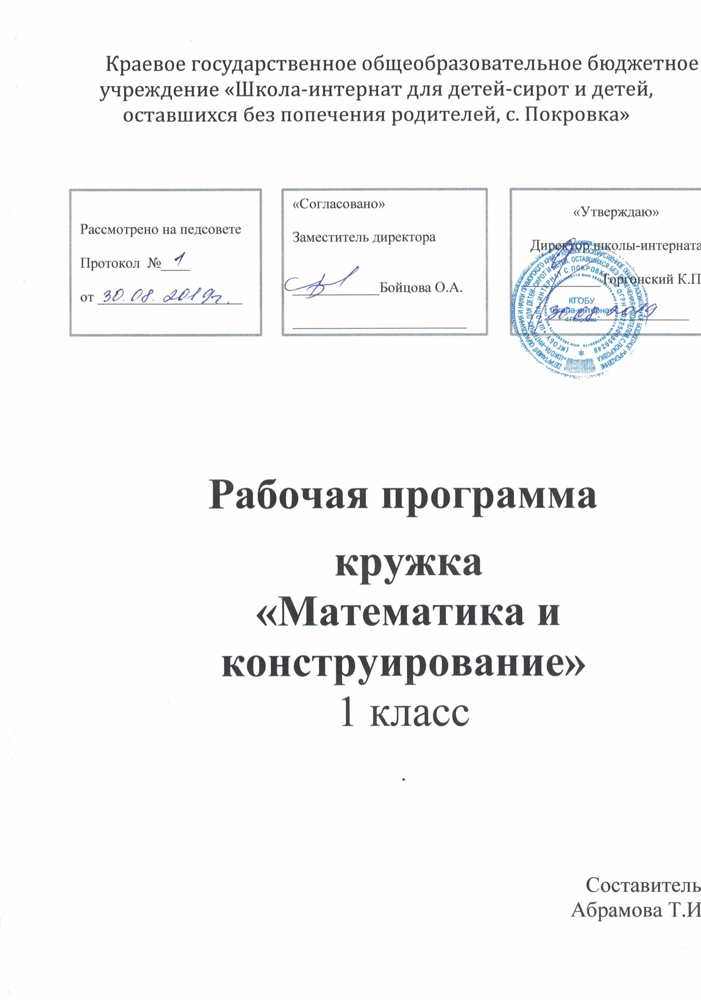 Краевое государственное общеобразовательное бюджетное
учреждение «Школа-интернат для детей-сирот и детей,
оставшихся без попечения родителей, с. Покровка»
Рассмотрено на педсовете
Протокол №1
от 30.08.2019г.
«Согласовано»
Заместитель директора
Бойцова О.А.
«Утверждаю»
Директор школы-интерната
Горгонский К.П
30.08.2019
КГОБУ
школа-интернат
с.Покровка
Рабочая программа
кружка
«Математика и
конструирование»
1 класс
.
Составитель
Абрамова Т.И